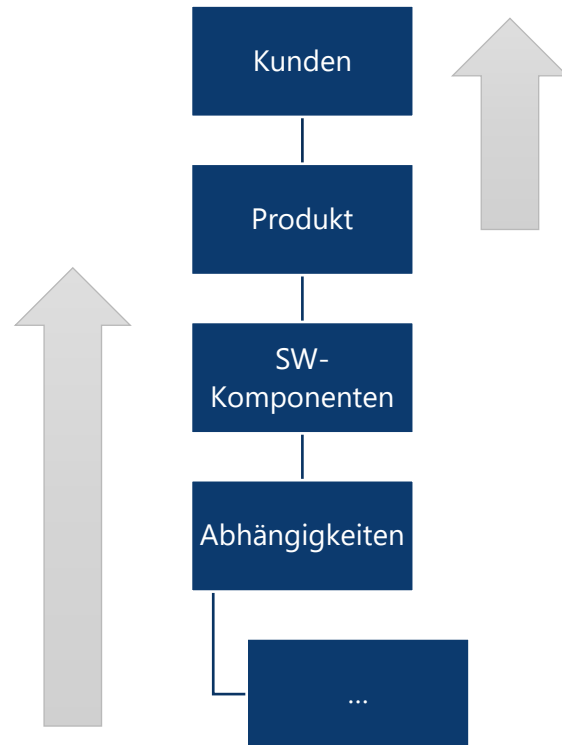 Kunden
Produkt
SW-
Komponenten
Abhängigkeiten
...